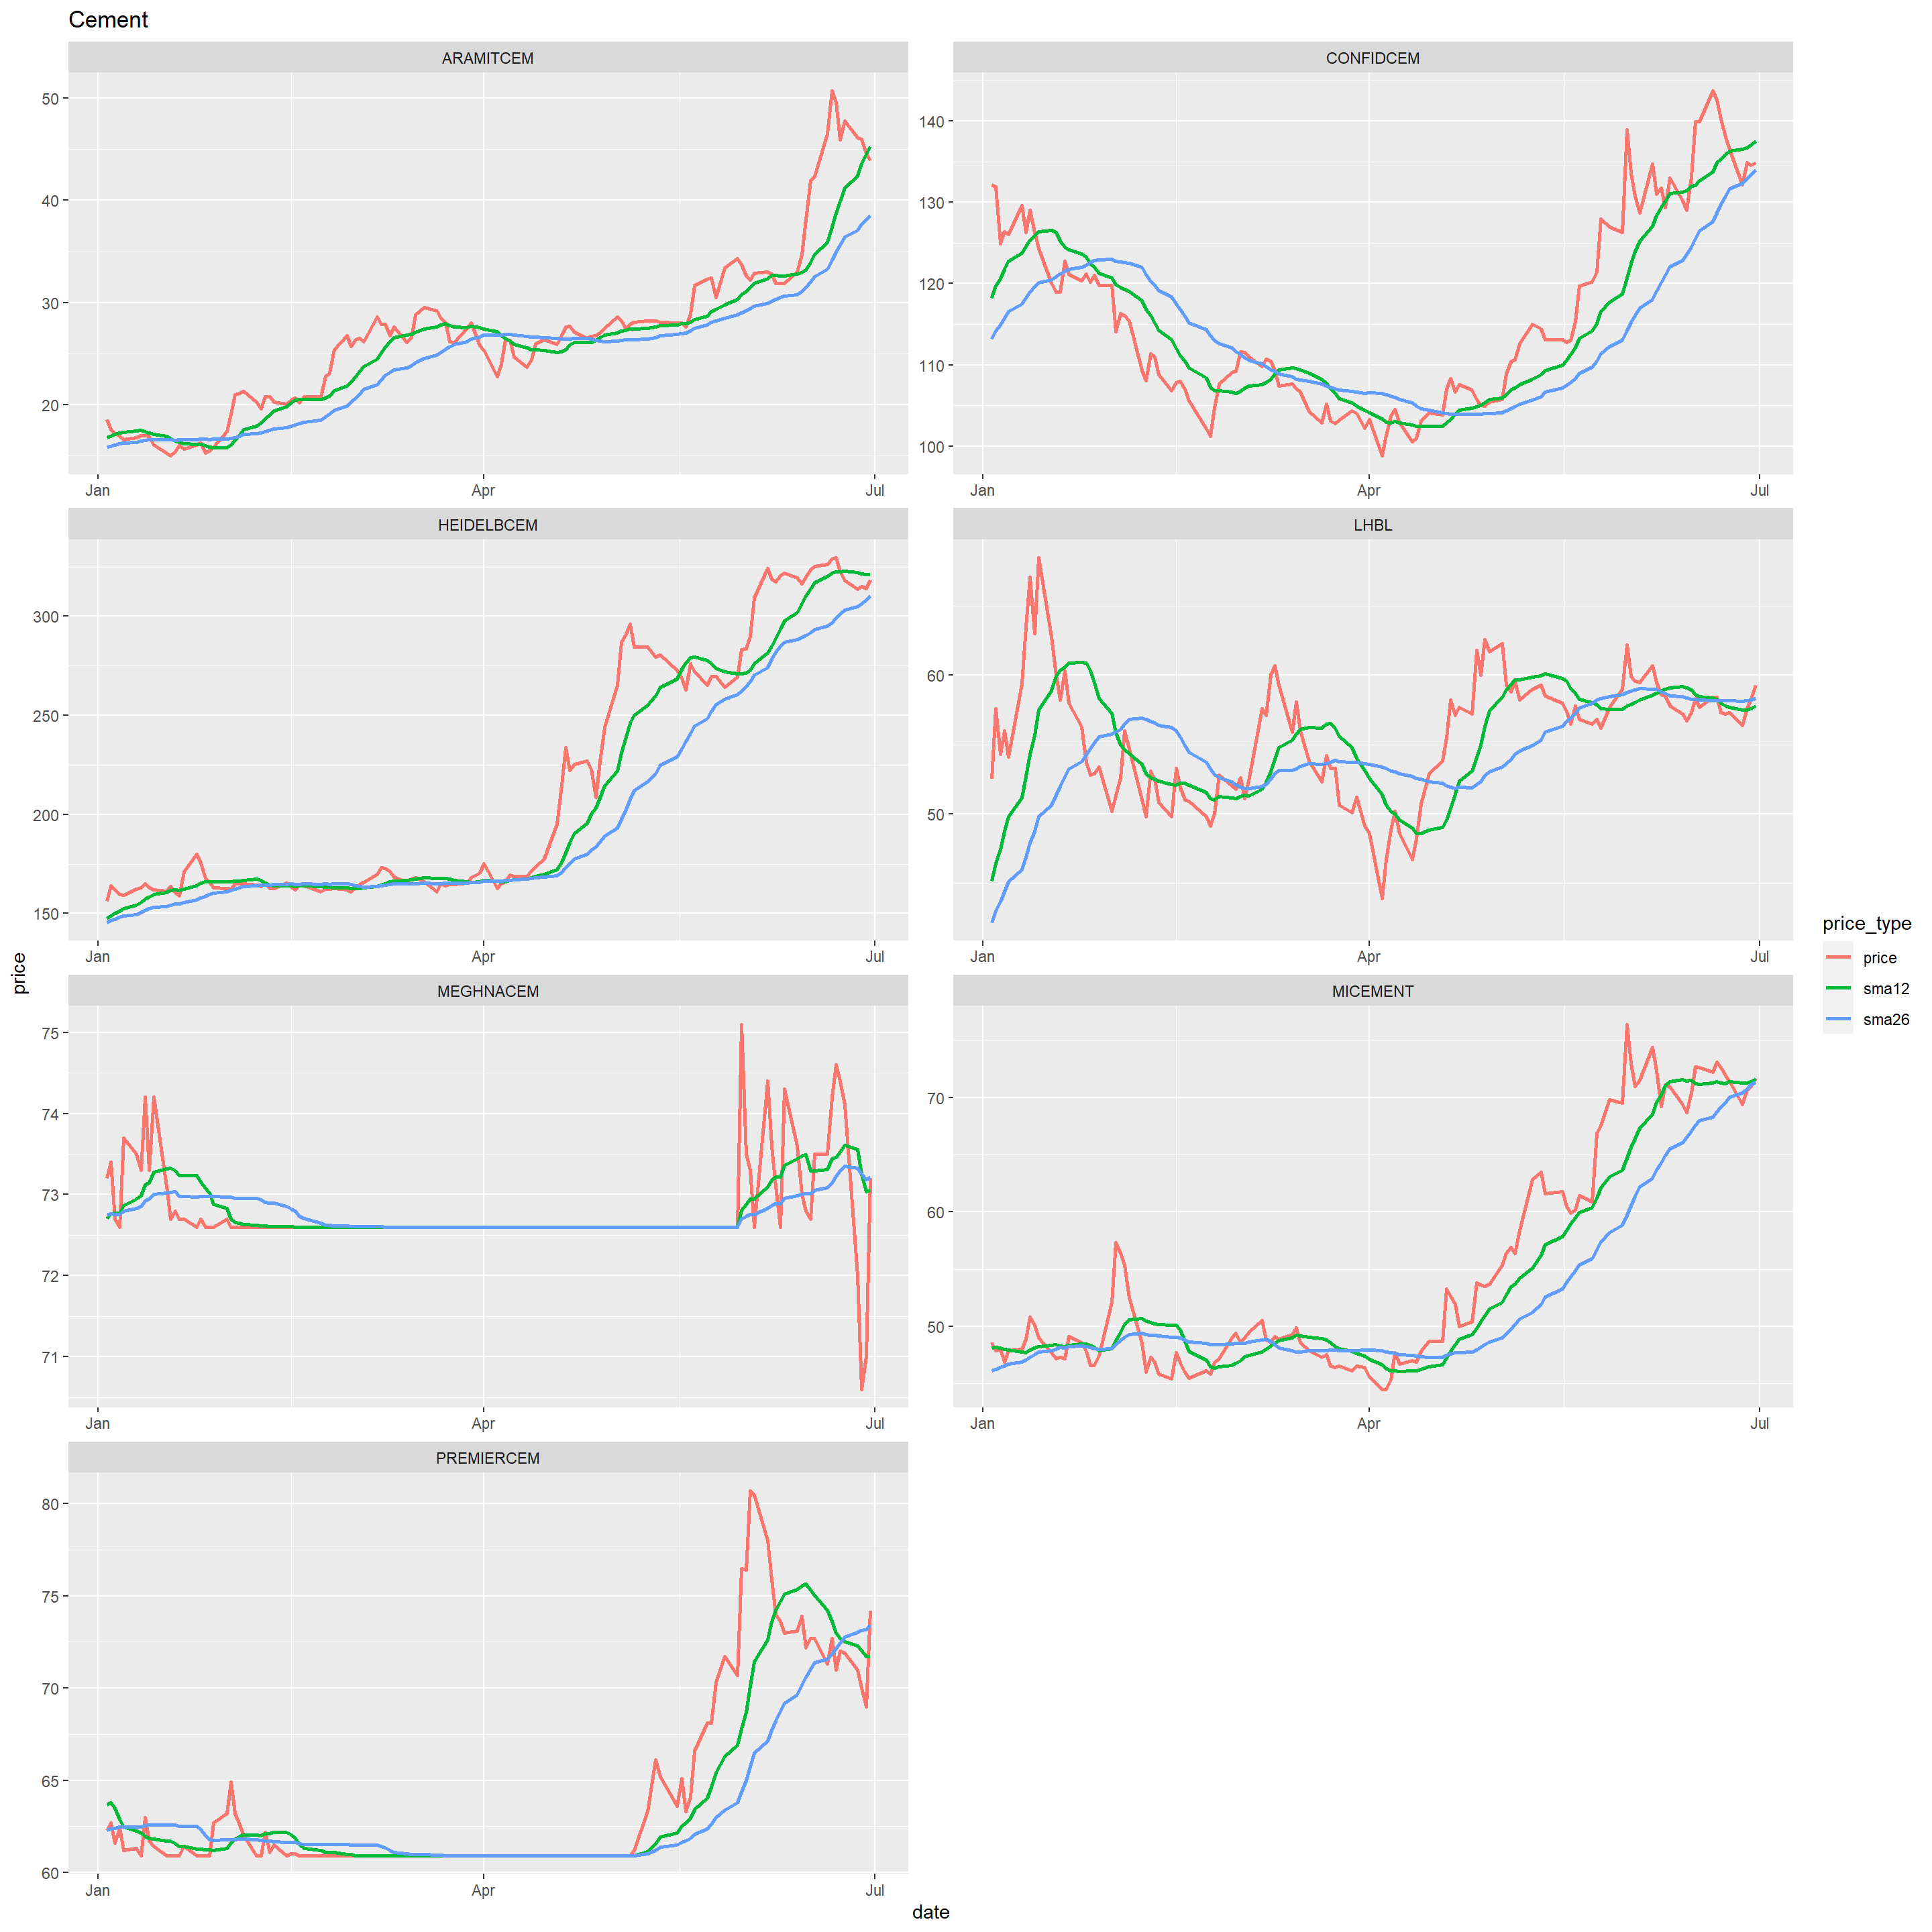 Cement
ARAMITCEM
50
40
30
20
Jan Apr Jul
CONFIDCEM
140
130
120
110
100
Jan Apr Jul
HEIDELBCEM
300
250
200
150
Jan Apr Jul
LHBL
60
50
Jan Apr Jul
MEGHNACEM
75
74
73
72
71
Jan Apr Jul
MICEMENT
70
60
50
Jan Apr Jul
PREMIERCEM
80
75
70
65
60
Jan Apr Jul
price
date
price_type
price
sma12
sma26